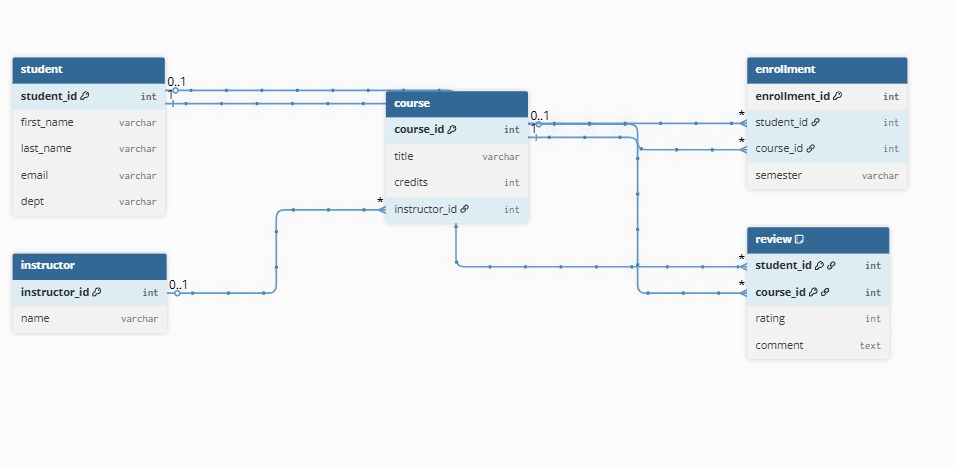 student
student_id int
first_name varchar
last_name varchar
email varchar
dept varchar
0..1
1
instructor
instructor_id int
name varchar
0..1
course
course_id int
title varchar
credits int
instructor_id int
*
0..1
1
enrollment
enrollment_id int
student_id int
course_id int
semester varchar
*
*
review
student_id int
course_id int
rating int
comment text
*
*